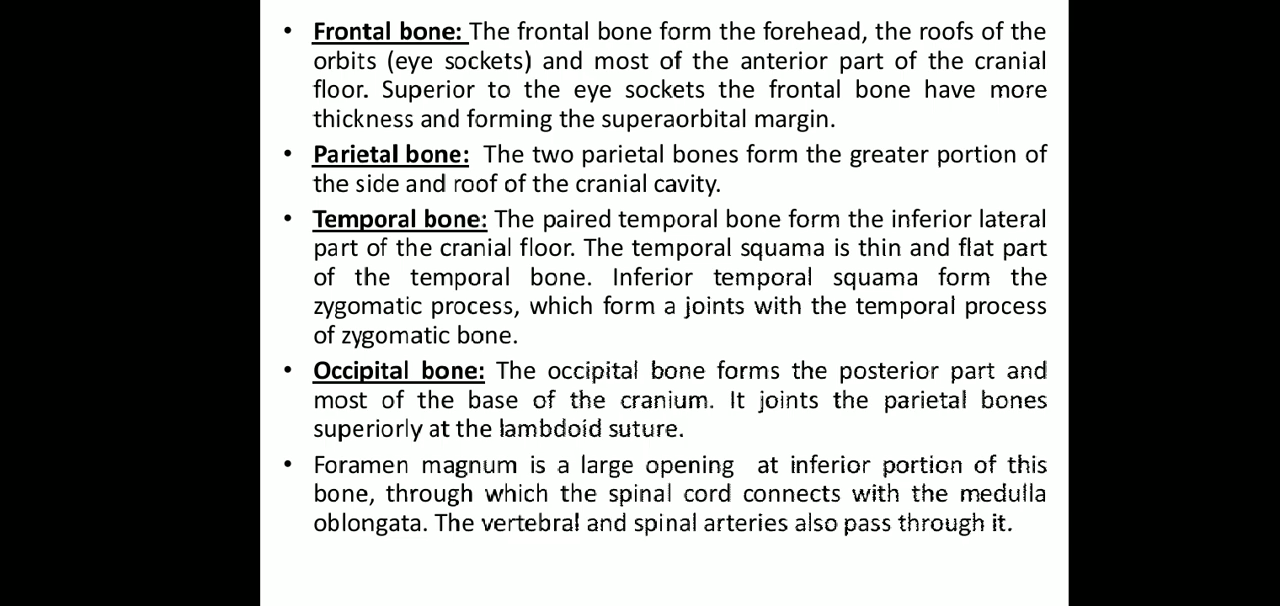 • Frontal bone: The frontal bone form the forehead, the roofs of the
orbits (eye sockets) and most of the anterior part of the cranial
floor. Superior to the eye sockets the frontal bone have more
thickness and forming the superaorbital margin.
• Parietal bone: The two parietal bones form the greater portion of
the side and roof of the cranial cavity.
• Temporal bone: The paired temporal bone form the inferior lateral
part of the cranial floor. The temporal squama is thin and flat part
of the temporal bone. Inferior temporal squama form the
zygomatic process, which form a joints with the temporal process
of zygomatic bone.
• Occipital bone: The occipital bone forms the posterior part and
most of the base of the cranium. It joints the parietal bones
superiorly at the lambdoid suture.
• Foramen magnum is a large opening at inferior portion of this
bone, through which the spinal cord connects with the medulla
oblongata. The vertebral and spinal arteries also pass through it.